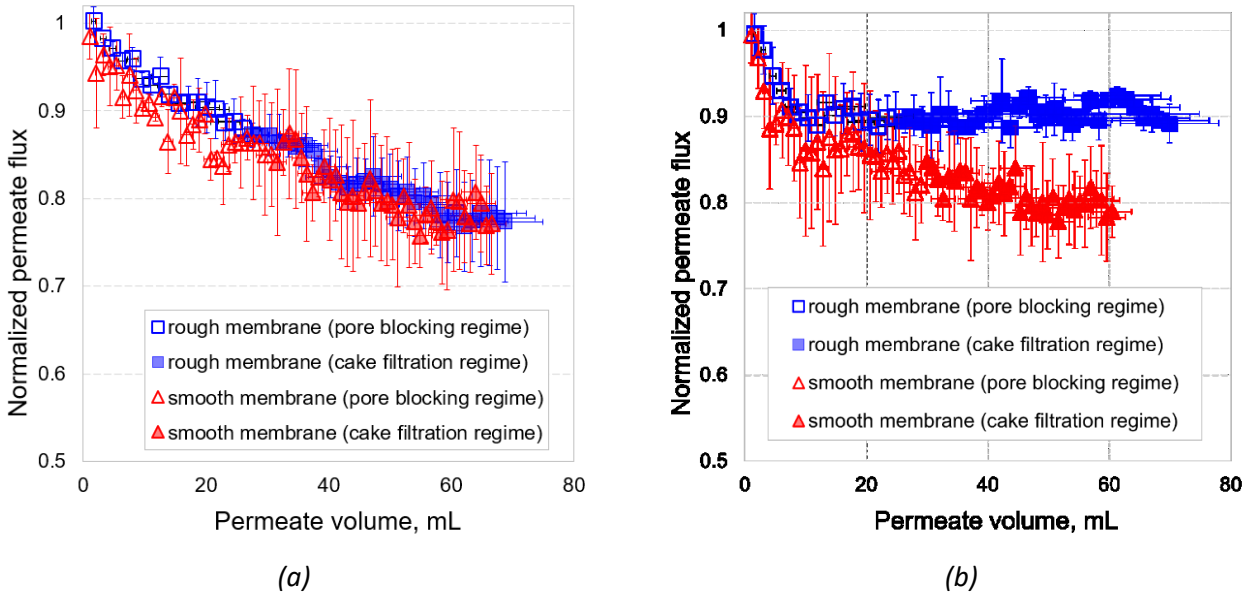 Normalized permeate flux
1
0.9
0.8
0.7
0.6
0.5
0 20 40 60 80
Permeate volume, mL
rough membrane (pore blocking regime)
rough membrane (cake filtration regime)
smooth membrane (pore blocking regime)
smooth membrane (cake filtration regime)
(a)
Normalized permeate flux
1
0.9
0.8
0.7
0.6
0.5
0 20 40 60 80
Permeate volume, mL
rough membrane (pore blocking regime)
rough membrane (cake filtration regime)
smooth membrane (pore blocking regime)
smooth membrane (cake filtration regime)
(b)